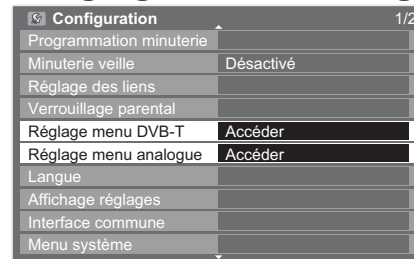 Configuration 1/2
Programmation minuterie
Minuterie veille Désactivé
Réglage des liens
Verrouillage parental
Réglage menu DVB-T Accéder
Réglage menu analogue Accéder
Langue
Affichage réglages
Interface commune
Menu système